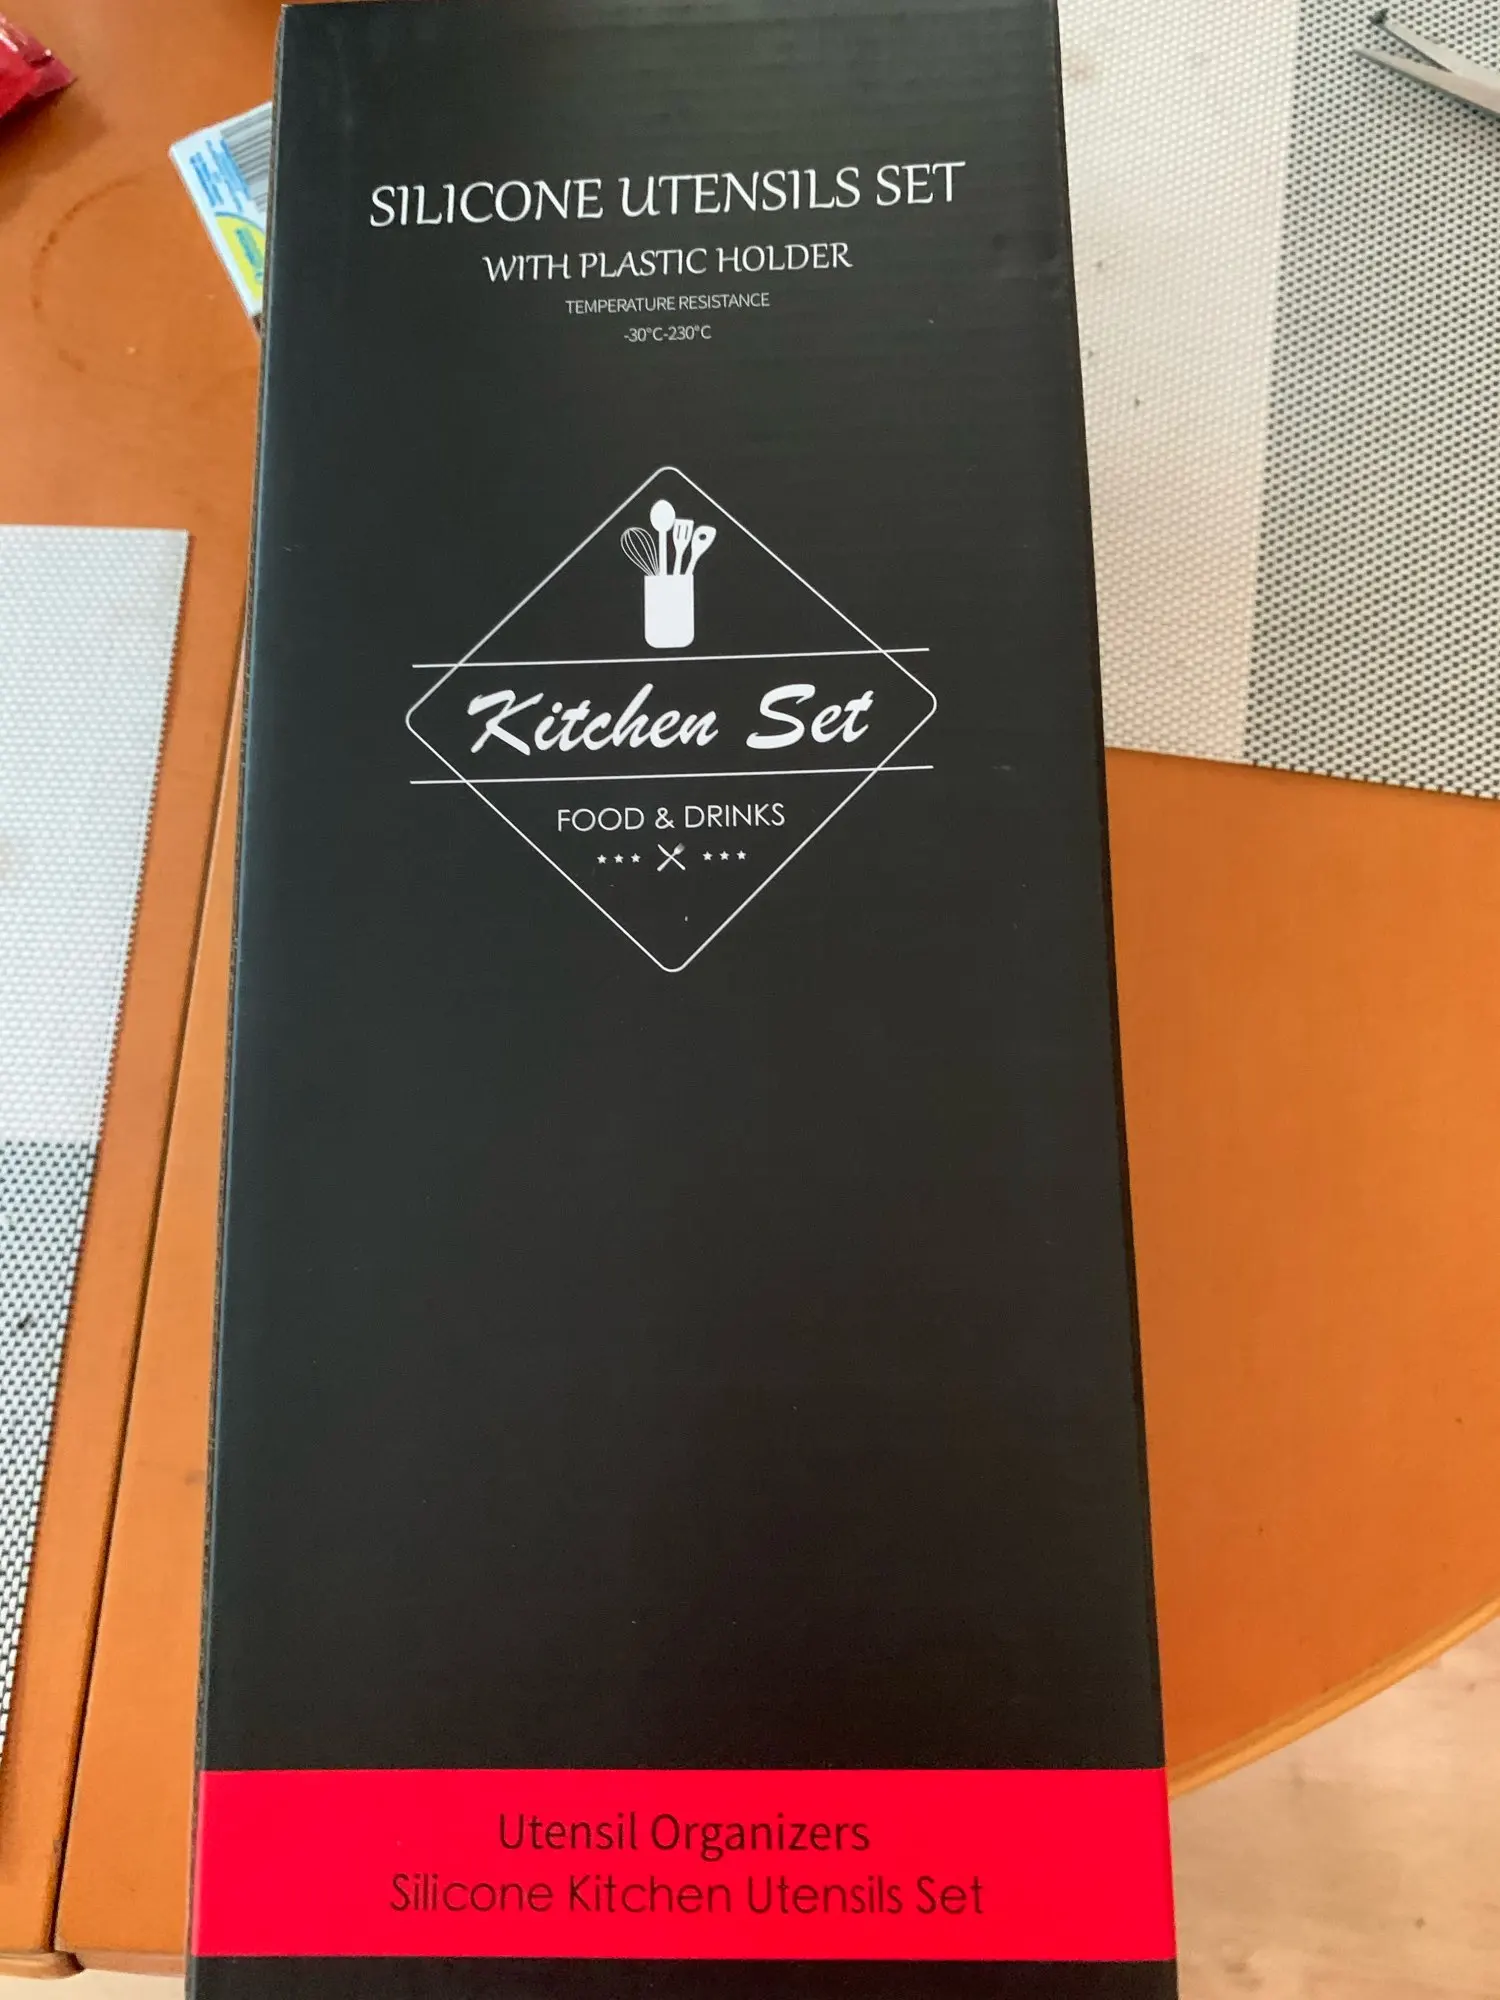 SILICONE UTENSILS SET
WITH PLASTIC HOLDER
TEMPERATURE RESISTANCE
-30°C-230°C
Kitchen Set
FOOD & DRINKS
Utensil Organizers
Silicone Kitchen Utensils Set